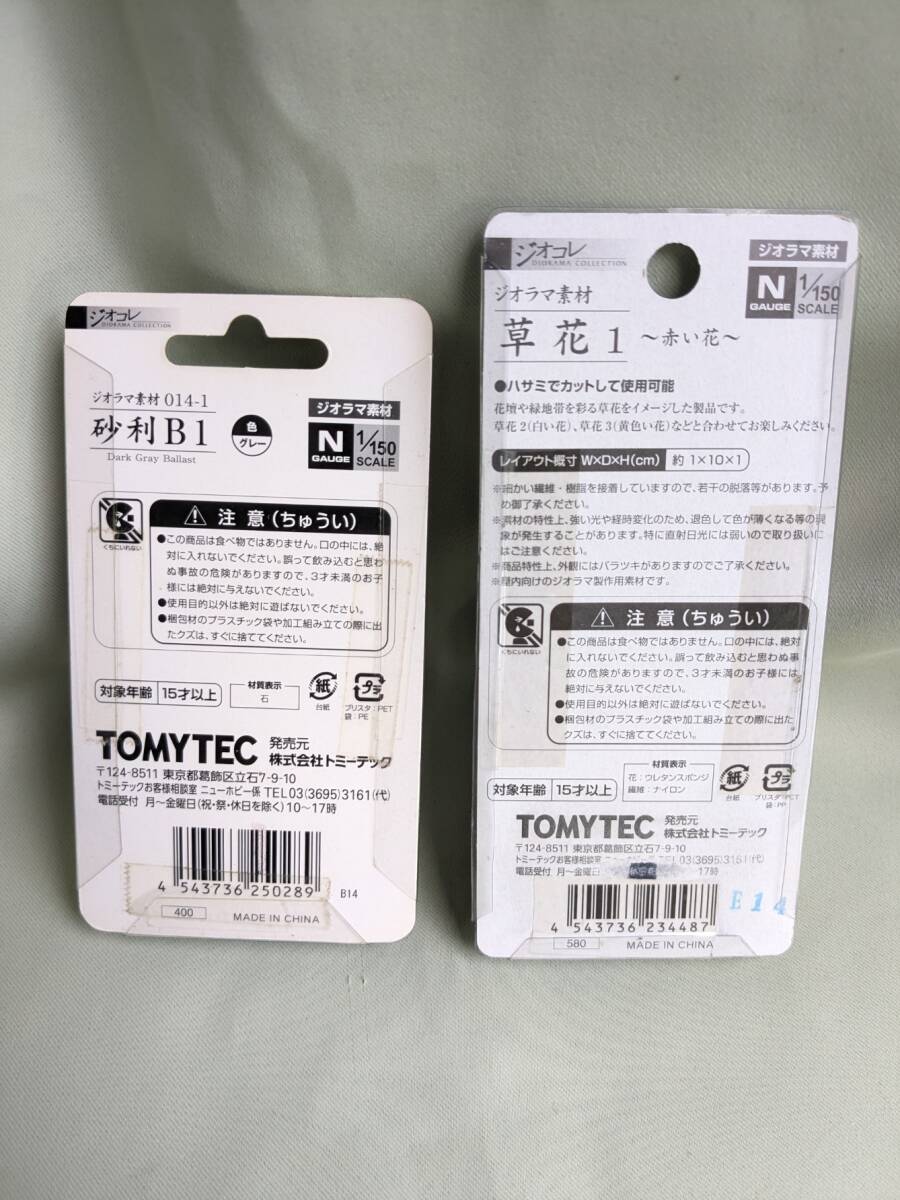 ジオコレ
DIORAMA COLLECTION
ジオラマ素材 014-1
砂利B1
Dark Gray Ballast
色
グレー
ジオラマ素材
N
GAUGE
1/150
SCALE
くちにいれない
⚠ 注意(ちゅうい)
●この商品は食べ物ではありません。口の中には、絶
対に入れないでください。誤って飲み込むと思わ
ぬ事故の危険がありますので、3才未満のお子
様には絶対に与えないでください。
●使用目的以外は絶対に遊ばないでください。
●梱包材のプラスチック袋や加工組み立ての際に出
たクズは、すぐに捨ててください。
対象年齢 15才以上
材質表示
石
紙
台紙
プラ
ブリスタ:PET
袋:PE
TOMYTEC 発売元
株式会社トミーテック
〒124-8511 東京都葛飾区立石7-9-10
トミーテックお客様相談室 ニューホビー係 TEL03(3695)3161(代)
電話受付 月〜金曜日(祝・祭・休日を除く)10〜17時
4 543736 250289
B14
400
MADE IN CHINA
ジオコレ
DIORAMA COLLECTION
ジオラマ素材
草花1 〜赤い花〜
ジオラマ素材
N
GAUGE
1/150
SCALE
●ハサミでカットして使用可能
花壇や緑地帯を彩る草花をイメージした製品です。
草花2(白い花)、草花3(黄色い花)などと合わせてお楽しみください。
レイアウト概寸 W×D×H(cm) 約 1×10×1
※細かい繊維・樹脂を接着していますので、若干の脱落等があります。予
め御了承ください。
※素材の特性上、強い光や経時変化のため、退色して色が薄くなる等の現
象が発生することがあります。特に直射日光には弱いので取り扱いに
はご注意ください。
※商品特性上、外観にはバラツキがありますのでご了承ください。
※屋内向けのジオラマ製作用素材です。
くちにいれない
⚠ 注意(ちゅうい)
●この商品は食べ物ではありません。口の中には、絶対
に入れないでください。誤って飲み込むと思わぬ事
故の危険がありますので、3才未満のお子様には
絶対に与えないでください。
●使用目的以外は絶対に遊ばないでください。
●梱包材のプラスチック袋や加工組み立ての際に出た
クズは、すぐに捨ててください。
対象年齢 15才以上
材質表示
花:ウレタンスポンジ
繊維:ナイロン
紙
台紙
プラ
袋:PP
TOMYTEC 発売元
株式会社トミーテック
〒124-8511 東京都葛飾区立石7-9-10
トミーテックお客様相談室 ニューホビー係 TEL03(3695)3161(代)
電話受付 月〜金曜日 17時
4 543736 234487
E14
580
MADE IN CHINA